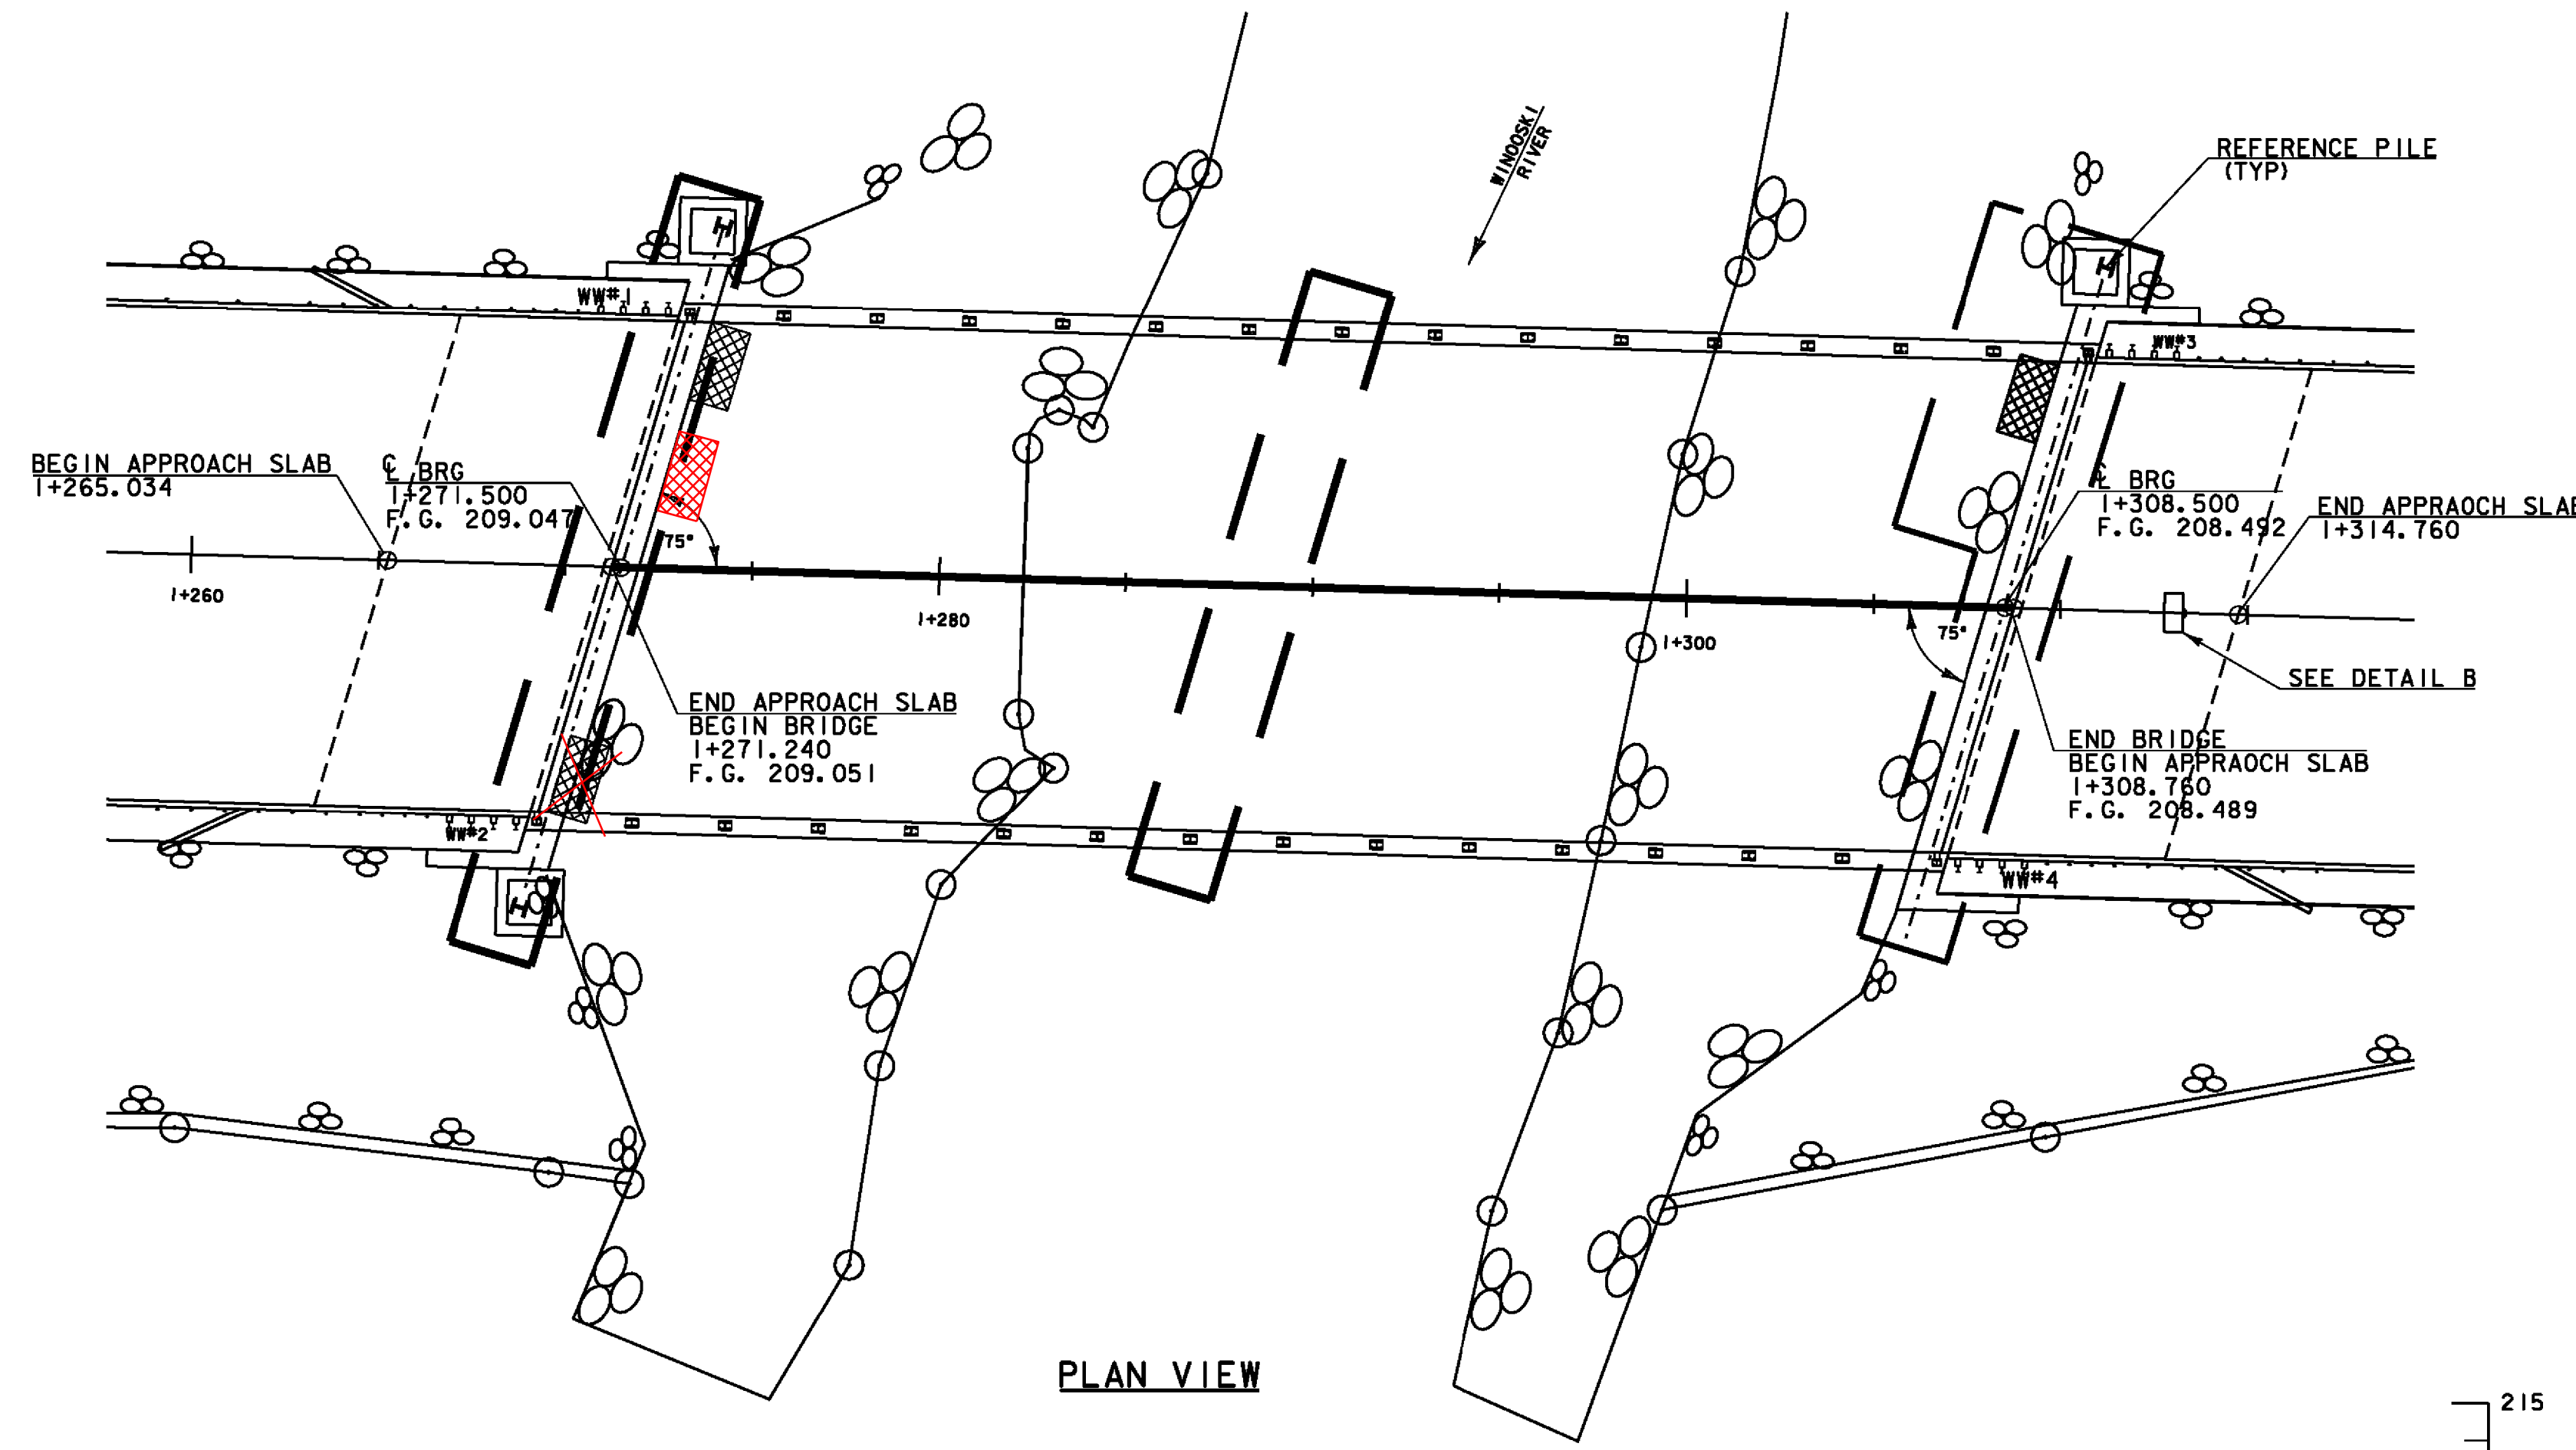 WINOOSKI
RIVER
REFERENCE PILE
(TYP)
WW#1
WW#3
BEGIN APPROACH SLAB
1+265.034
℄ BRG
1+271.500
F.G. 209.047
℄ BRG
1+308.500
F.G. 208.492
END APPRAOCH SLAB
1+314.760
75°
1+260
1+280
1+300
75°
SEE DETAIL B
END APPROACH SLAB
BEGIN BRIDGE
1+271.240
F.G. 209.051
END BRIDGE
BEGIN APPRAOCH SLAB
1+308.760
F.G. 208.489
WW#2
WW#4
PLAN VIEW
215